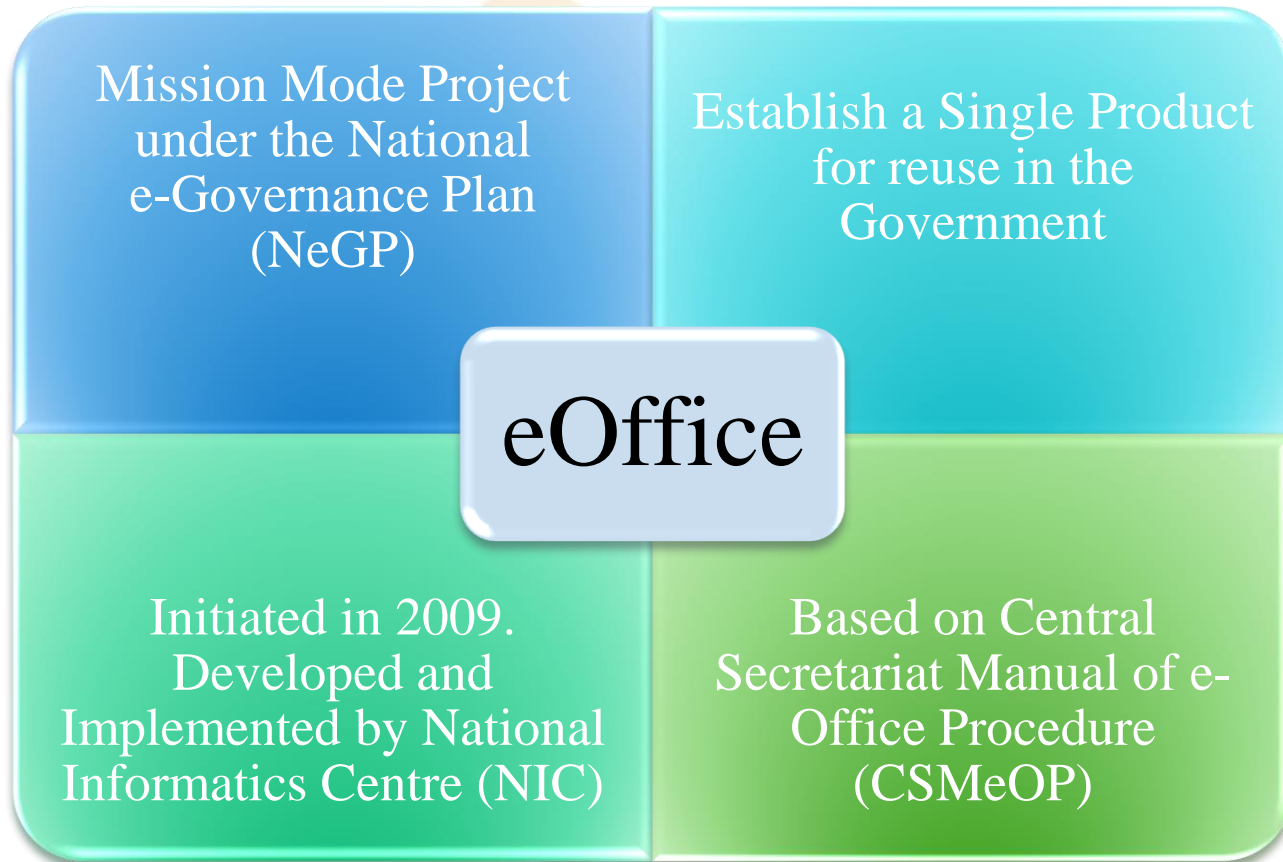 Mission Mode Project
under the National
e-Governance Plan
(NeGP)
Establish a Single Product
for reuse in the
Government
eOffice
Initiated in 2009.
Developed and
Implemented by National
Informatics Centre (NIC)
Based on Central
Secretariat Manual of e-
Office Procedure
(CSMeOP)